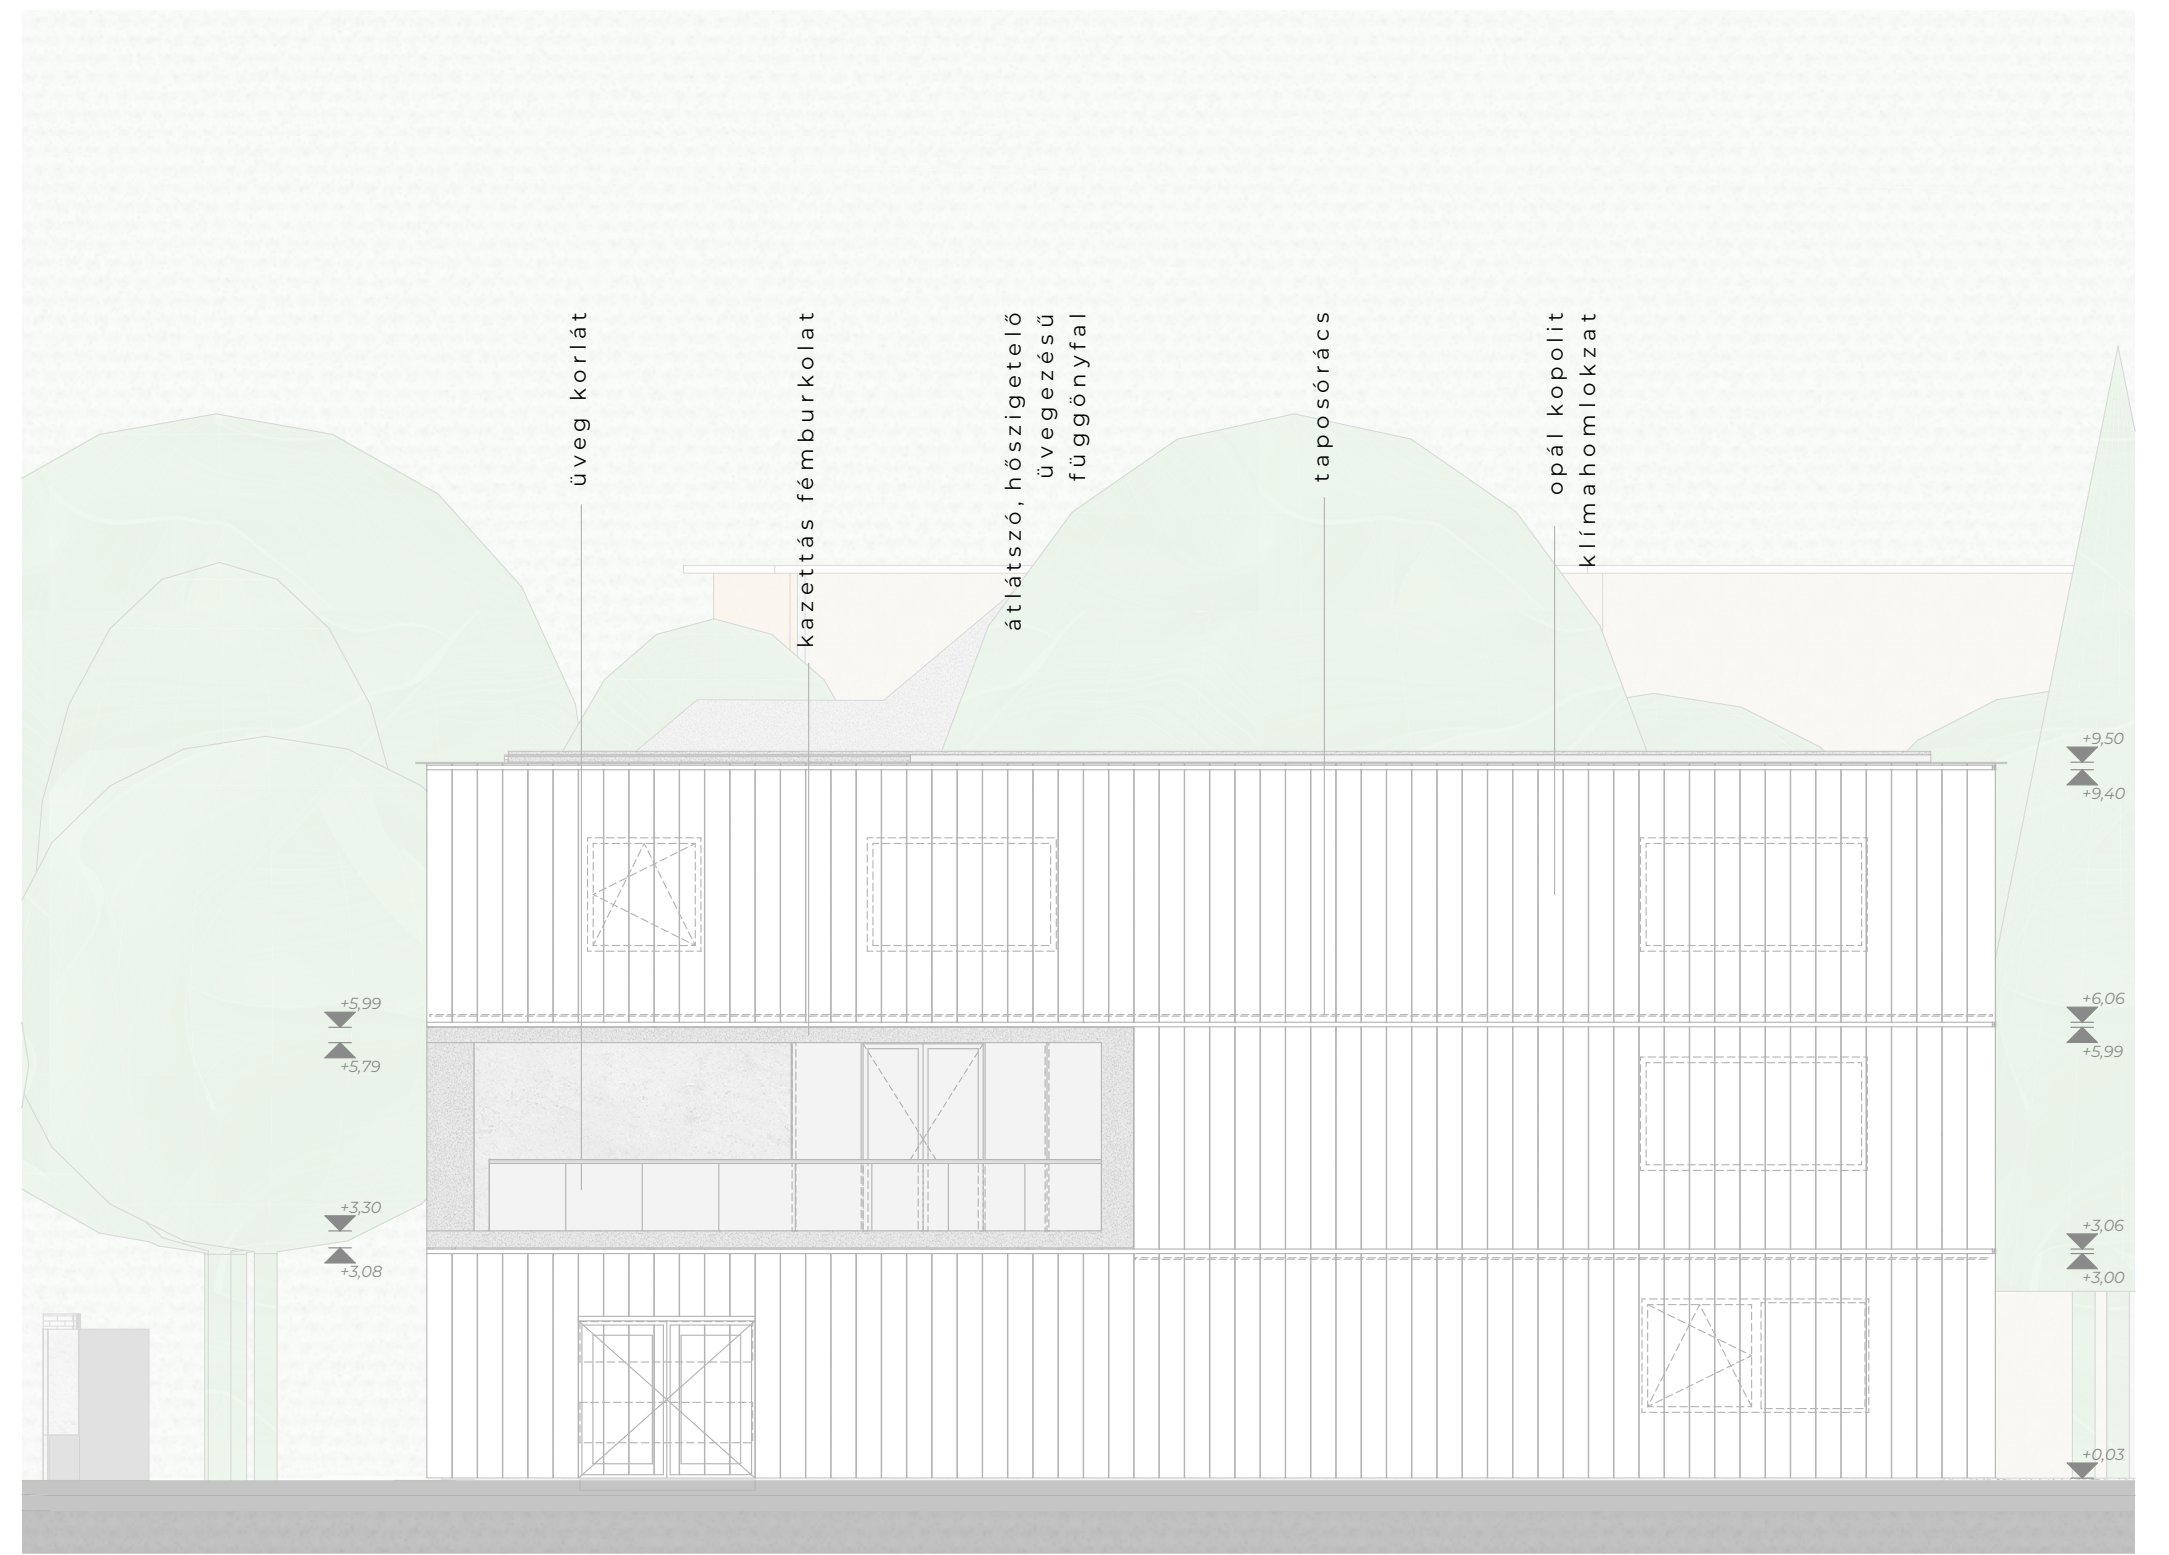 üveg korlát
kazettás fémburkolat
átlátszó, hőszigetelő
üvegezésű
függönyfal
taposórács
opál kopolit
klímahomlokzat
+9,50
+9,40
+5,99
+5,79
+6,06
+5,99
+3,30
+3,08
+3,06
+3,00
+0,03